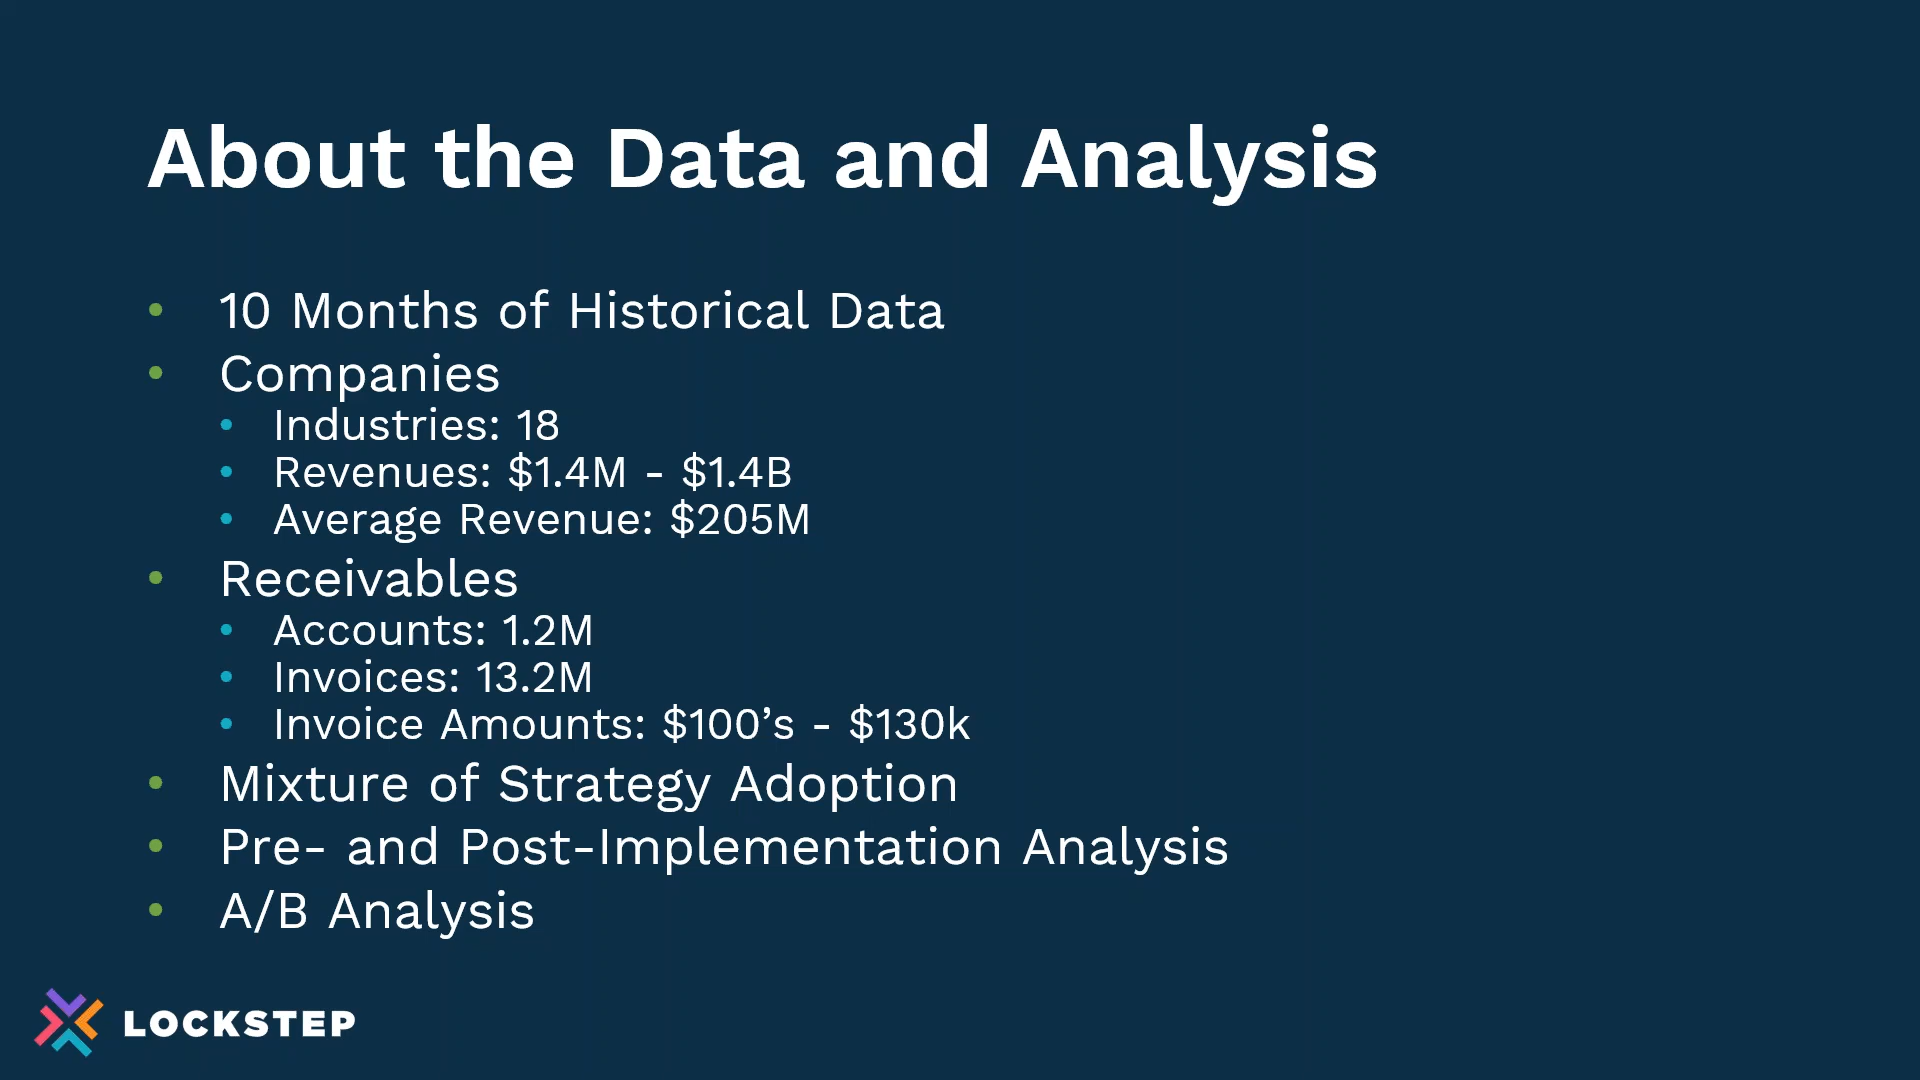 About the Data and Analysis
• 10 Months of Historical Data
• Companies
• Industries: 18
• Revenues: $1.4M - $1.4B
• Average Revenue: $205M
• Receivables
• Accounts: 1.2M
• Invoices: 13.2M
• Invoice Amounts: $100’s - $130k
• Mixture of Strategy Adoption
• Pre- and Post-Implementation Analysis
• A/B Analysis
LOCKSTEP